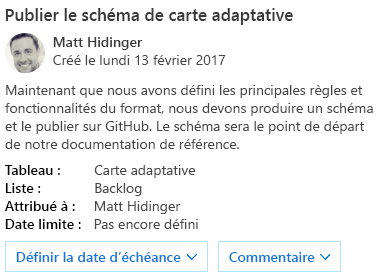 Publier le schéma de carte adaptative
Matt Hidinger
Créé le lundi 13 février 2017
Maintenant que nous avons défini les principales règles et
fonctionnalités du format, nous devons produire un schéma
et le publier sur GitHub. Le schéma sera le point de départ
de notre documentation de référence.
Tableau : Carte adaptative
Liste : Backlog
Attribué à : Matt Hidinger
Date limite : Pas encore défini
Définir la date d’échéance Commentaire